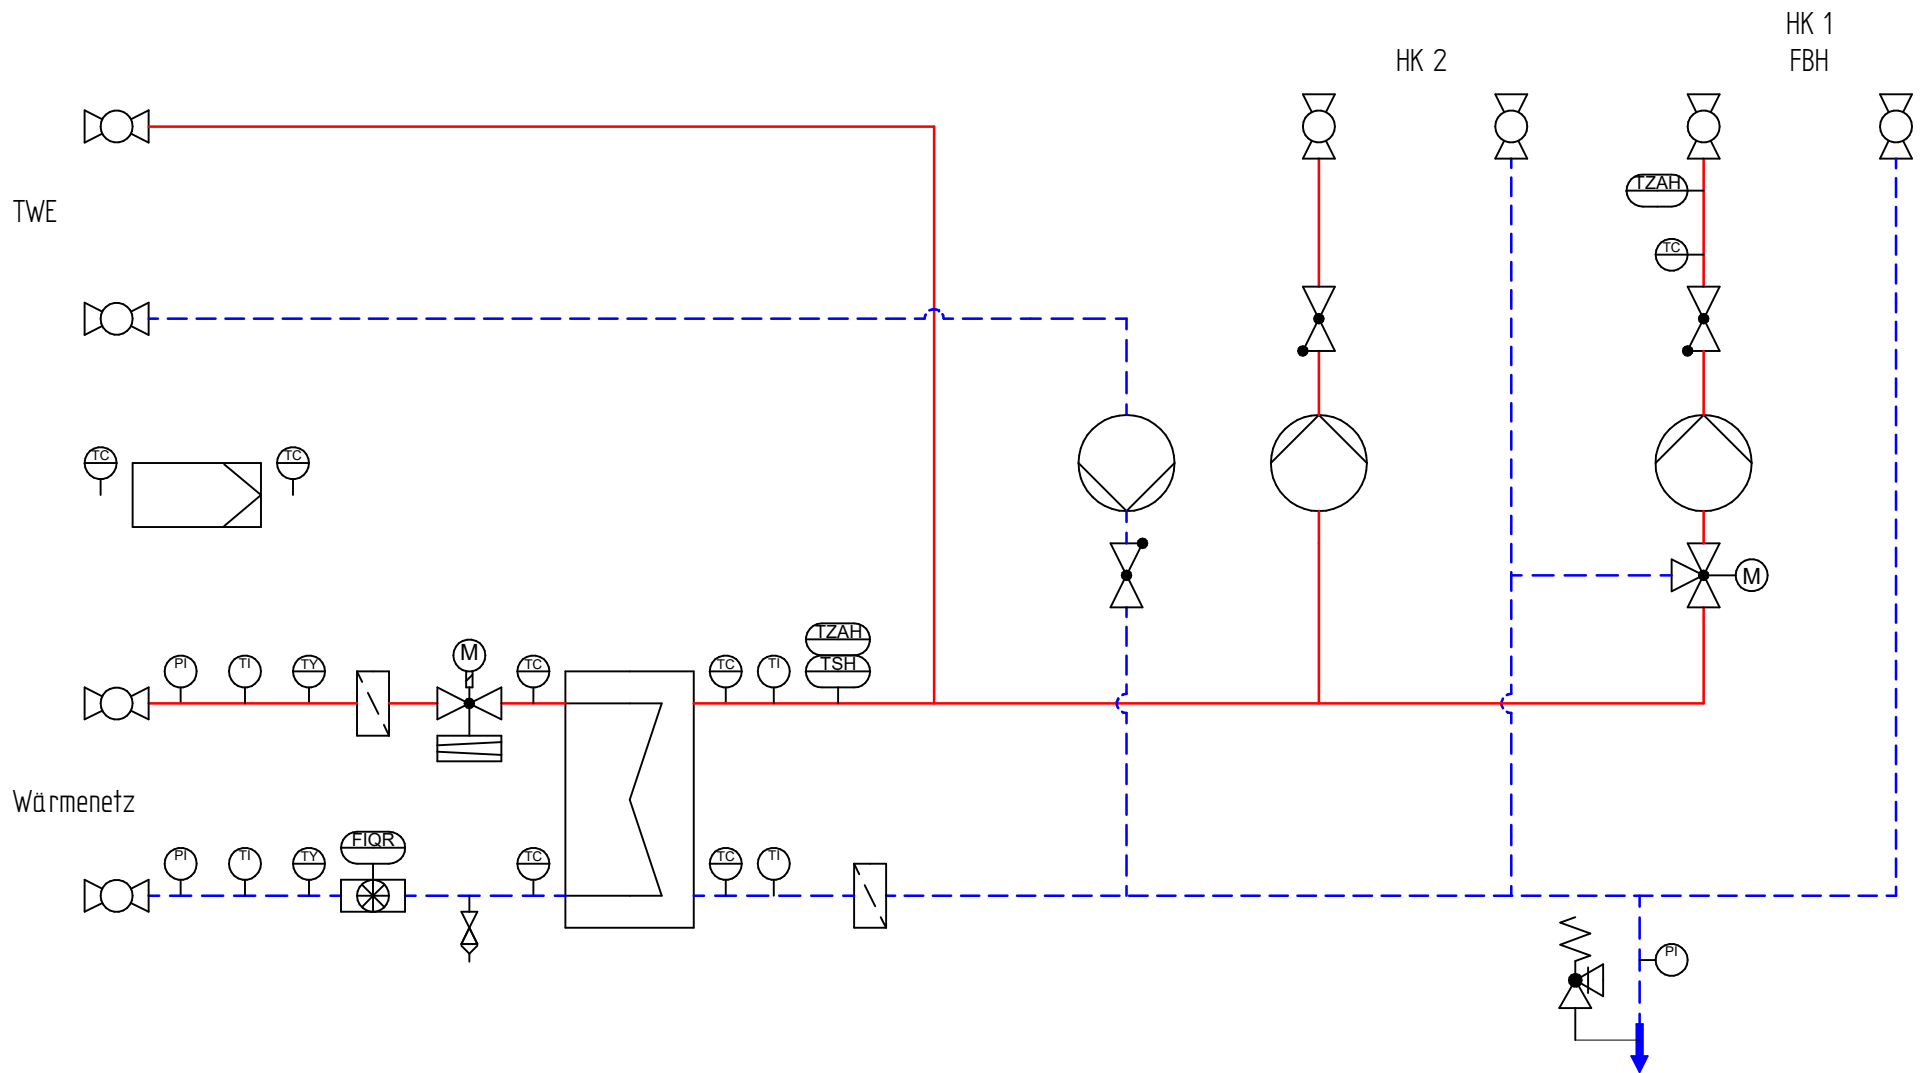 HK 1
HK 2
FBH
TZAH
TWE
TC
TC
TC
M
TZAH
M
PI
TI
TY
TC
TC
TI
TSH
Wärmenetz
FIQR
PI
TI
TY
TC
TC
TI
PI